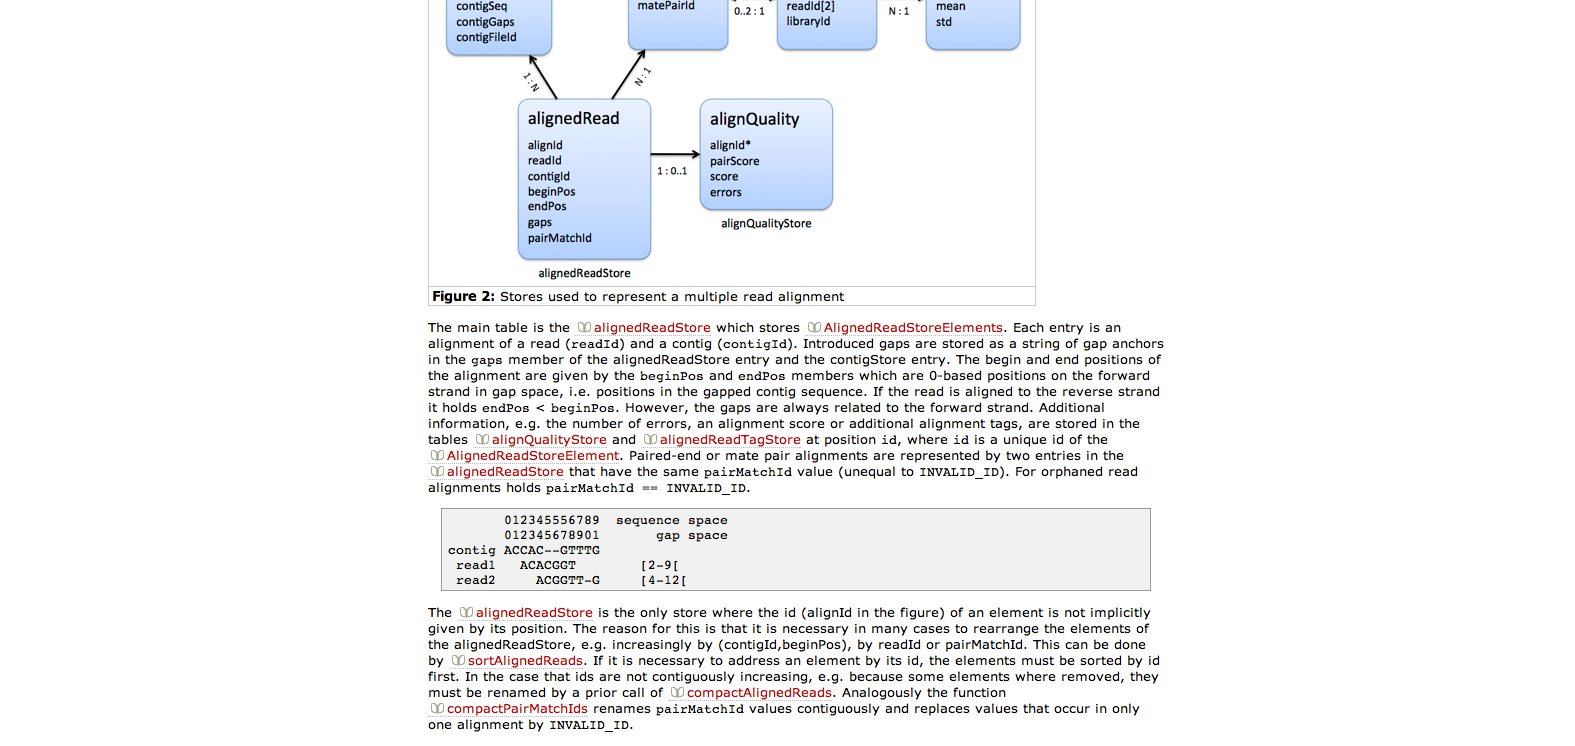 contigSeq
contigGaps
contigFileId
matePairId
0..2 : 1
readId[2]
libraryId
N : 1
mean
std
1 : N
N : 1
alignedRead
alignId
readId
contigId
beginPos
endPos
gaps
pairMatchId
alignedReadStore
1 : 0..1
alignQuality
alignId*
pairScore
score
errors
alignQualityStore
Figure 2: Stores used to represent a multiple read alignment
The main table is the alignedReadStore which stores AlignedReadStoreElements. Each entry is an
alignment of a read (readId) and a contig (contigId). Introduced gaps are stored as a string of gap anchors
in the gaps member of the alignedReadStore entry and the contigStore entry. The begin and end positions of
the alignment are given by the beginPos and endPos members which are 0-based positions on the forward
strand in gap space, i.e. positions in the gapped contig sequence. If the read is aligned to the reverse strand
it holds endPos < beginPos. However, the gaps are always related to the forward strand. Additional
information, e.g. the number of errors, an alignment score or additional alignment tags, are stored in the
tables alignQualityStore and alignedReadTagStore at position id, where id is a unique id of the
AlignedReadStoreElement. Paired-end or mate pair alignments are represented by two entries in the
alignedReadStore that have the same pairMatchId value (unequal to INVALID_ID). For orphaned read
alignments holds pairMatchId == INVALID_ID.
012345556789 sequence space
012345678901 gap space
contig ACCAC--GTTTG
read1 ACACGGT [2-9[
read2 ACGGTT-G [4-12[
The alignedReadStore is the only store where the id (alignId in the figure) of an element is not implicitly
given by its position. The reason for this is that it is necessary in many cases to rearrange the elements of
the alignedReadStore, e.g. increasingly by (contigId,beginPos), by readId or pairMatchId. This can be done
by sortAlignedReads. If it is necessary to address an element by its id, the elements must be sorted by id
first. In the case that ids are not contiguously increasing, e.g. because some elements where removed, they
must be renamed by a prior call of compactAlignedReads. Analogously the function
compactPairMatchIds renames pairMatchId values contiguously and replaces values that occur in only
one alignment by INVALID_ID.